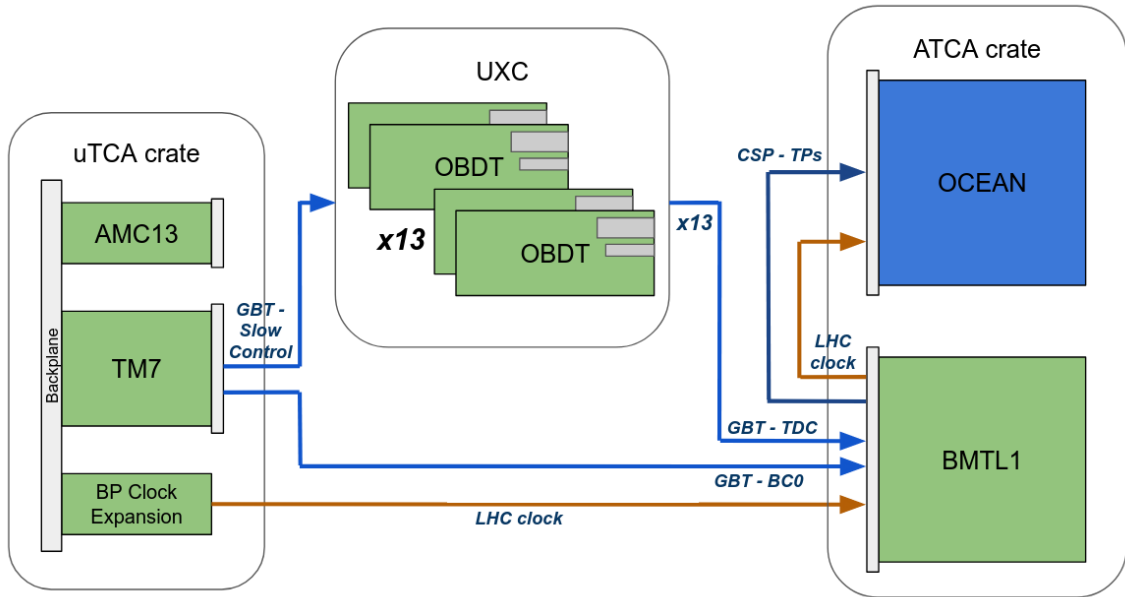 uTCA crate
Backplane
AMC13
TM7
BP Clock
Expansion
GBT -
Slow
Control
UXC
OBDT
x13
OBDT
x13
GBT - TDC
GBT - BC0
LHC clock
ATCA crate
CSP - TPs
OCEAN
LHC
clock
BMTL1